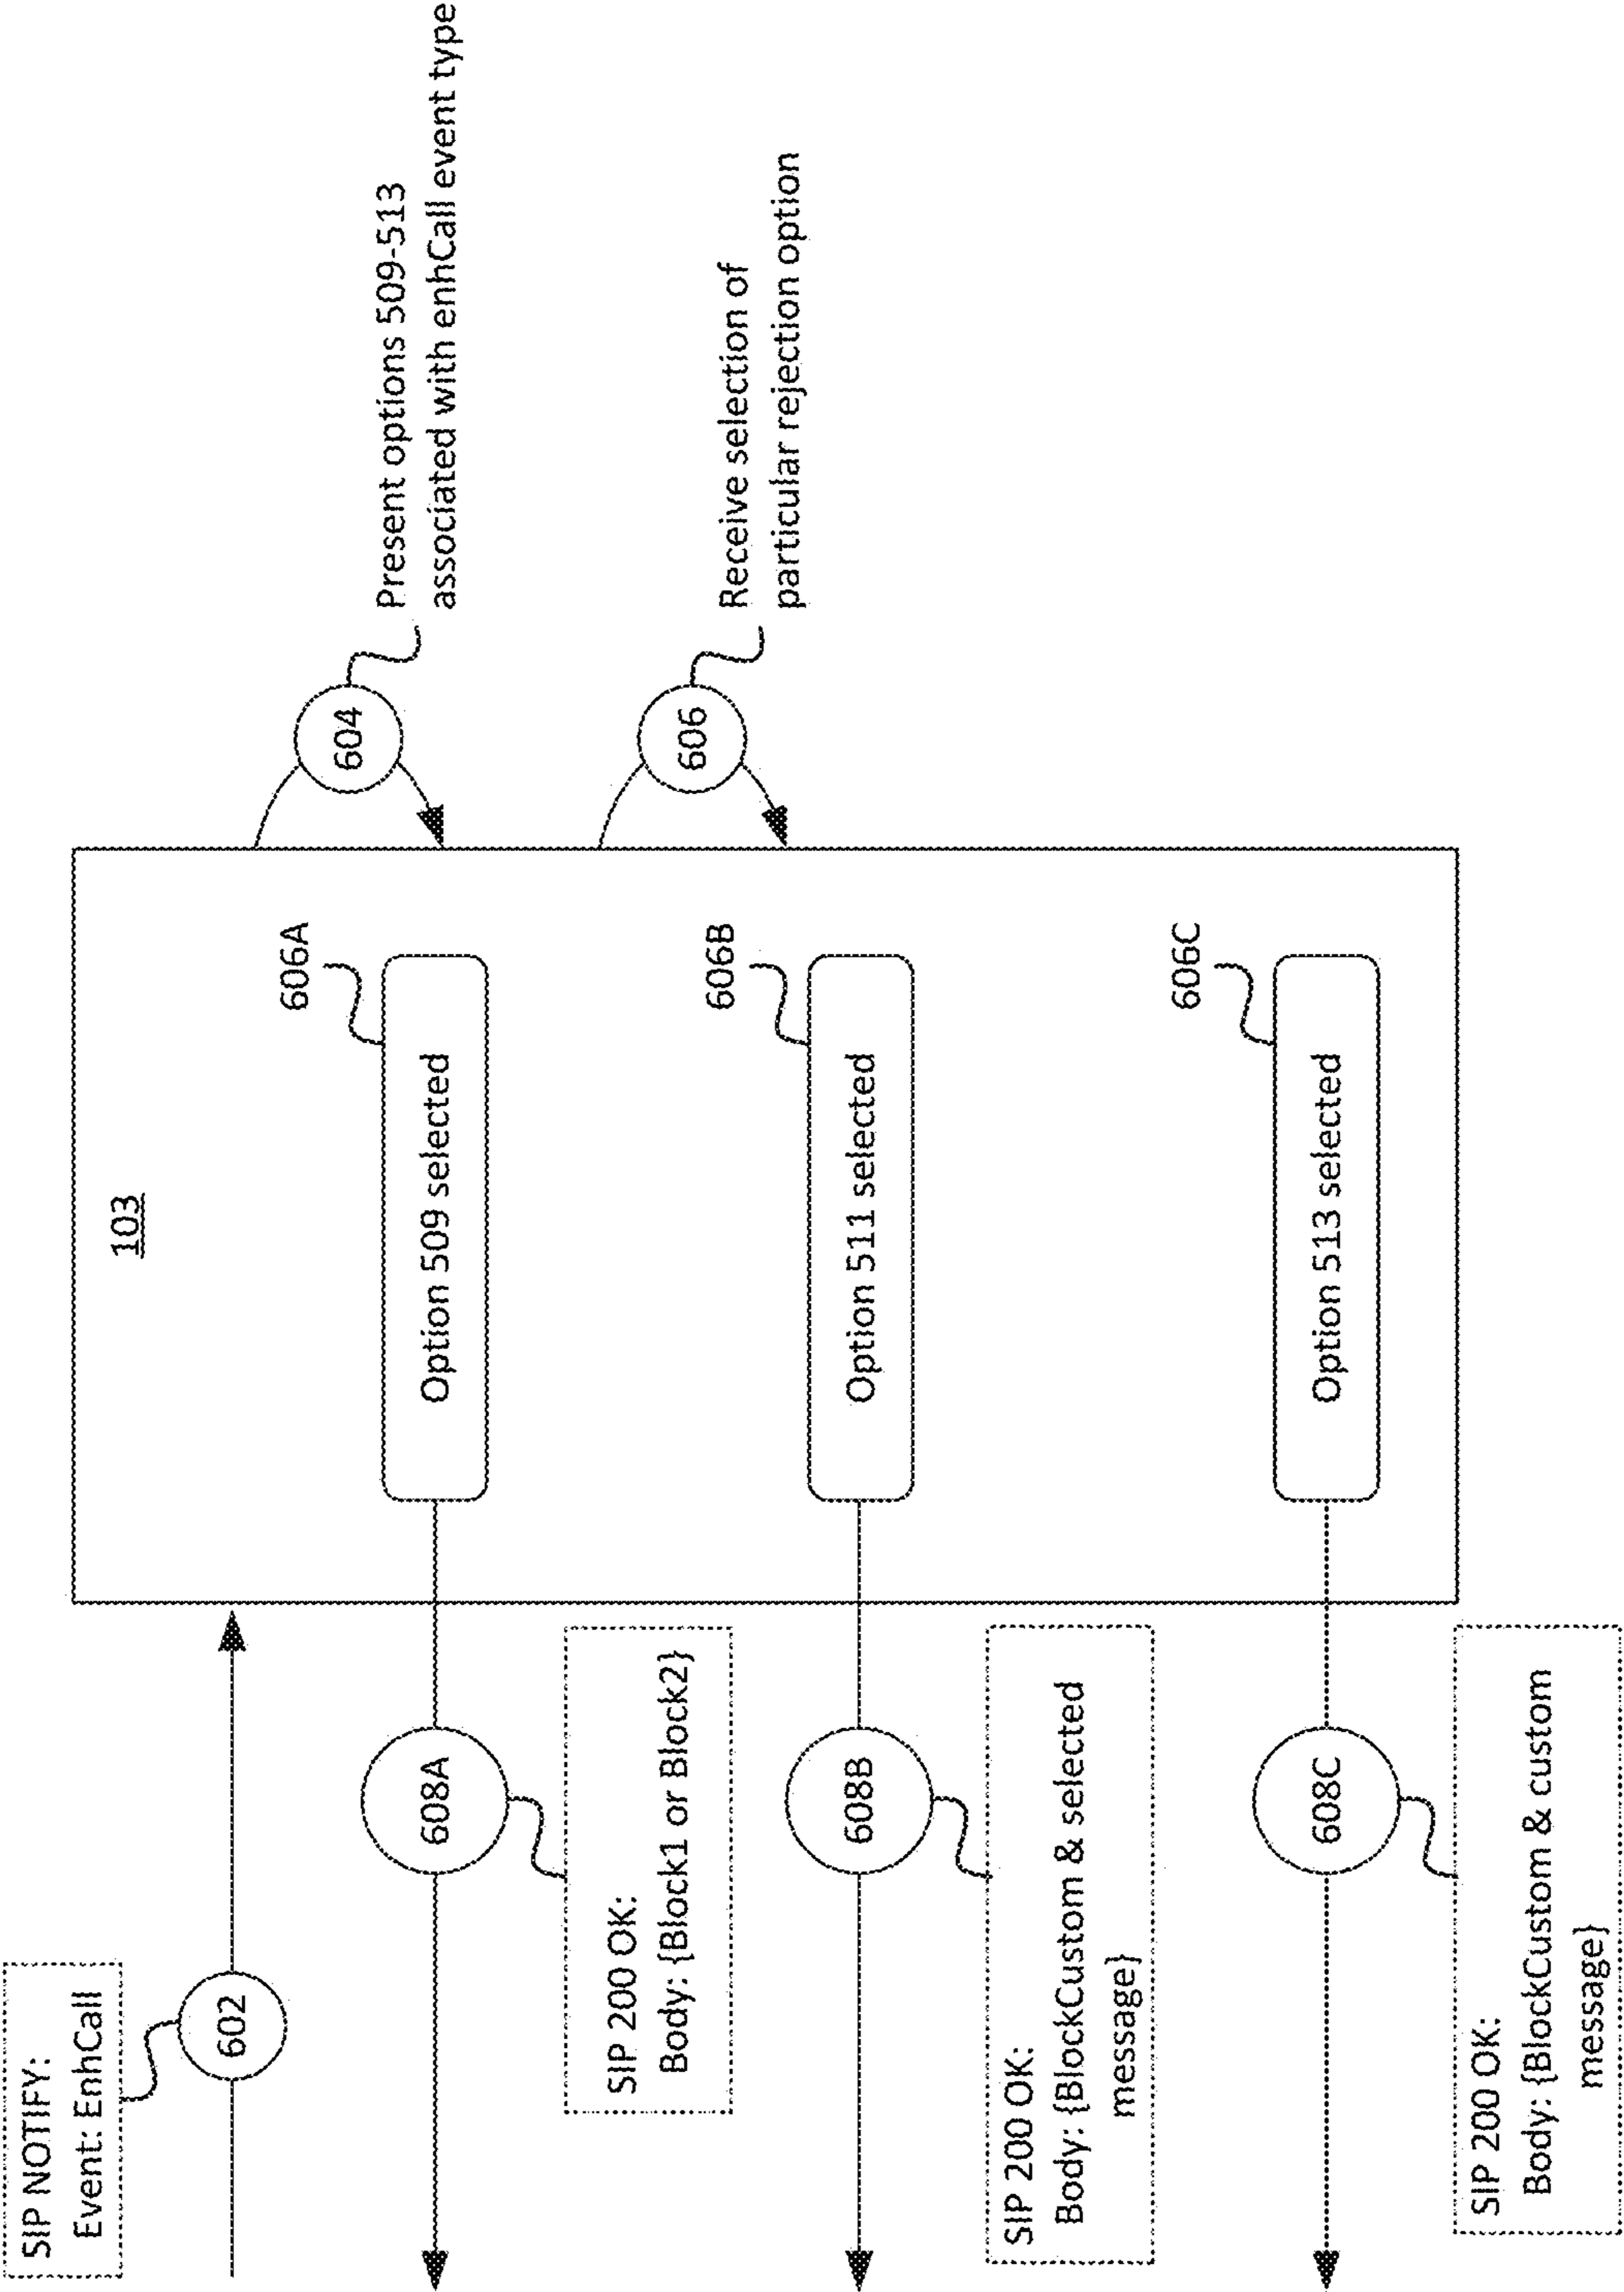 SIP NOTIFY:
Event: EnhCall
602
103
604
Present options 509-513
associated with enhCall event type
606A
Option 509 selected
608A
SIP 200 OK:
Body: {Block1 or Block2}
606
Receive selection of
particular rejection option
606B
Option 511 selected
608B
SIP 200 OK:
Body: {BlockCustom & selected
message}
606C
Option 513 selected
608C
SIP 200 OK:
Body: {BlockCustom & custom
message}